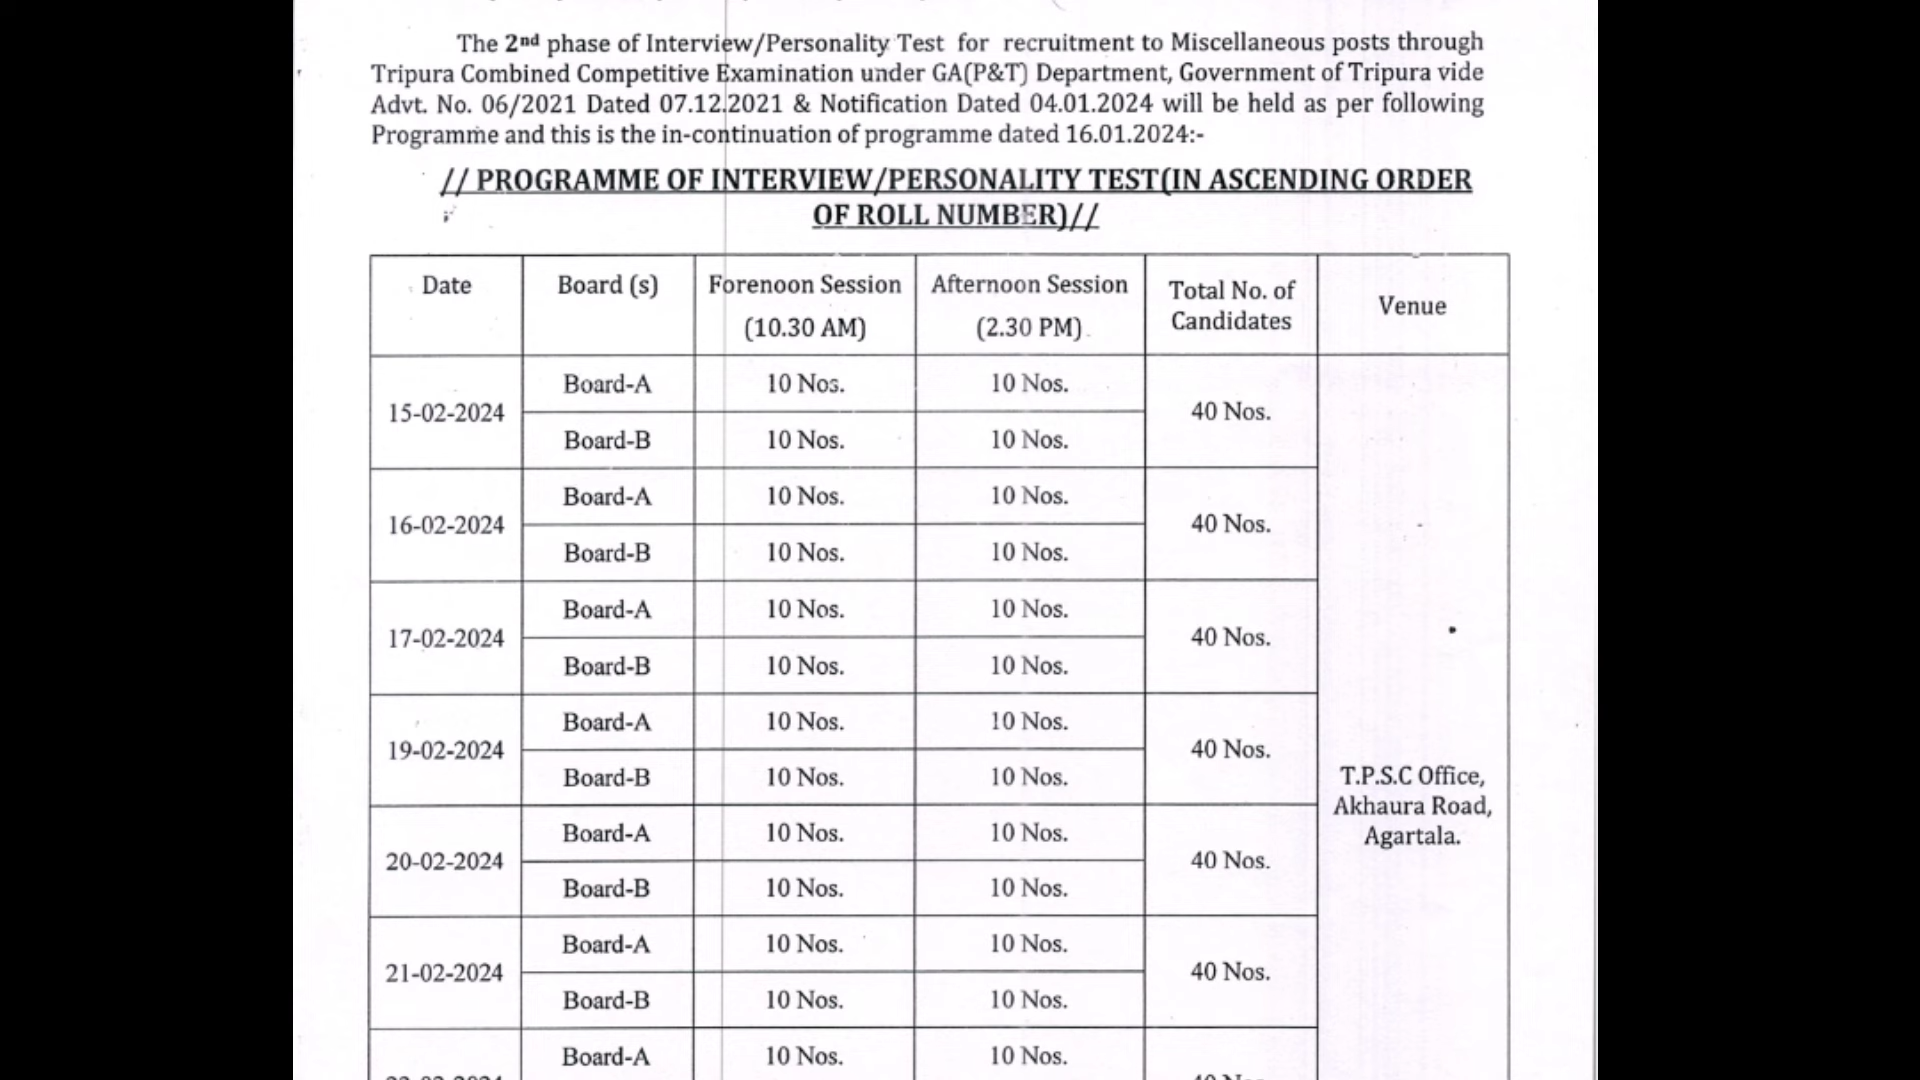 The 2nd phase of Interview/Personality Test for recruitment to Miscellaneous posts through
Tripura Combined Competitive Examination under GA(P&T) Department, Government of Tripura vide
Advt. No. 06/2021 Dated 07.12.2021 & Notification Dated 04.01.2024 will be held as per following
Programme and this is the in-continuation of programme dated 16.01.2024:-
// PROGRAMME OF INTERVIEW/PERSONALITY TEST(IN ASCENDING ORDER
OF ROLL NUMBER)//
Date Board (s) Forenoon Session (10.30 AM) Afternoon Session (2.30 PM) Total No. of Candidates Venue
15-02-2024 Board-A 10 Nos. 10 Nos. 40 Nos.
Board-B 10 Nos. 10 Nos.
16-02-2024 Board-A 10 Nos. 10 Nos. 40 Nos.
Board-B 10 Nos. 10 Nos.
17-02-2024 Board-A 10 Nos. 10 Nos. 40 Nos.
Board-B 10 Nos. 10 Nos.
19-02-2024 Board-A 10 Nos. 10 Nos. 40 Nos.
Board-B 10 Nos. 10 Nos.
T.P.S.C Office,
Akhaura Road,
Agartala.
20-02-2024 Board-A 10 Nos. 10 Nos. 40 Nos.
Board-B 10 Nos. 10 Nos.
21-02-2024 Board-A 10 Nos. 10 Nos. 40 Nos.
Board-B 10 Nos. 10 Nos.
Board-A 10 Nos. 10 Nos.